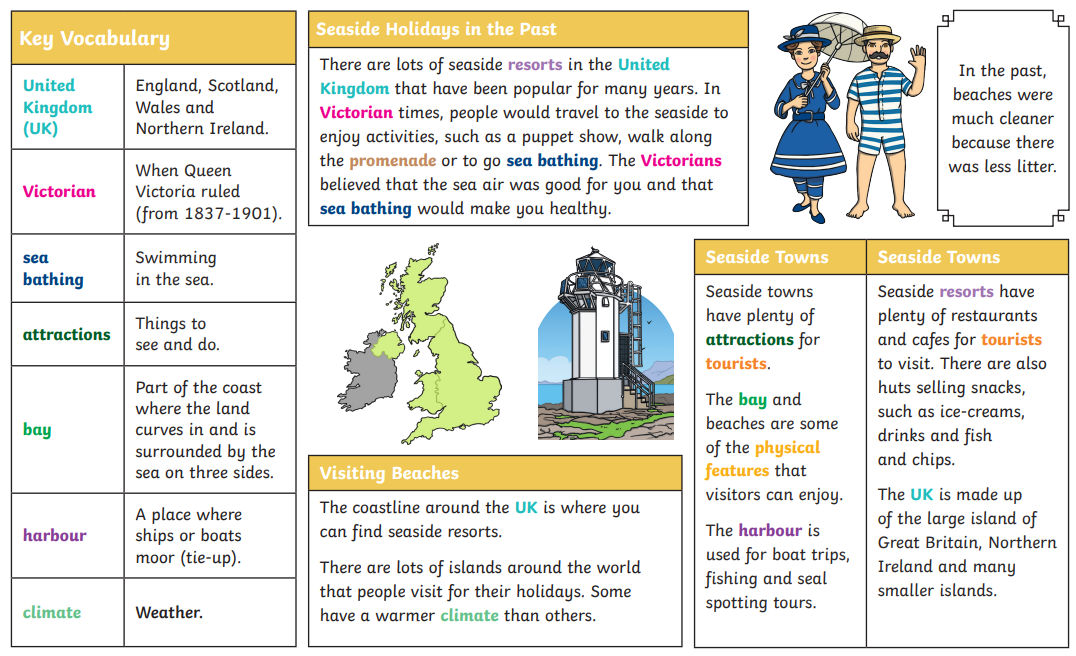 Key Vocabulary
United
Kingdom
(UK)
England, Scotland,
Wales and
Northern Ireland.
Victorian
When Queen
Victoria ruled
(from 1837-1901).
sea
bathing
Swimming
in the sea.
attractions
Things to
see and do.
bay
Part of the coast
where the land
curves in and is
surrounded by the
sea on three sides.
harbour
A place where
ships or boats
moor (tie-up).
climate
Weather.
Seaside Holidays in the Past
There are lots of seaside resorts in the United
Kingdom that have been popular for many years. In
Victorian times, people would travel to the seaside to
enjoy activities, such as a puppet show, walk along
the promenade or to go sea bathing. The Victorians
believed that the sea air was good for you and that
sea bathing would make you healthy.
In the past,
beaches were
much cleaner
because there
was less litter.
Visiting Beaches
The coastline around the UK is where you
can find seaside resorts.
There are lots of islands around the world
that people visit for their holidays. Some
have a warmer climate than others.
Seaside Towns
Seaside towns
have plenty of
attractions for
tourists.
The bay and
beaches are some
of the physical
features that
visitors can enjoy.
The harbour is
used for boat trips,
fishing and seal
spotting tours.
Seaside Towns
Seaside resorts have
plenty of restaurants
and cafes for tourists
to visit. There are also
huts selling snacks,
such as ice-creams,
drinks and fish
and chips.
The UK is made up
of the large island of
Great Britain, Northern
Ireland and many
smaller islands.